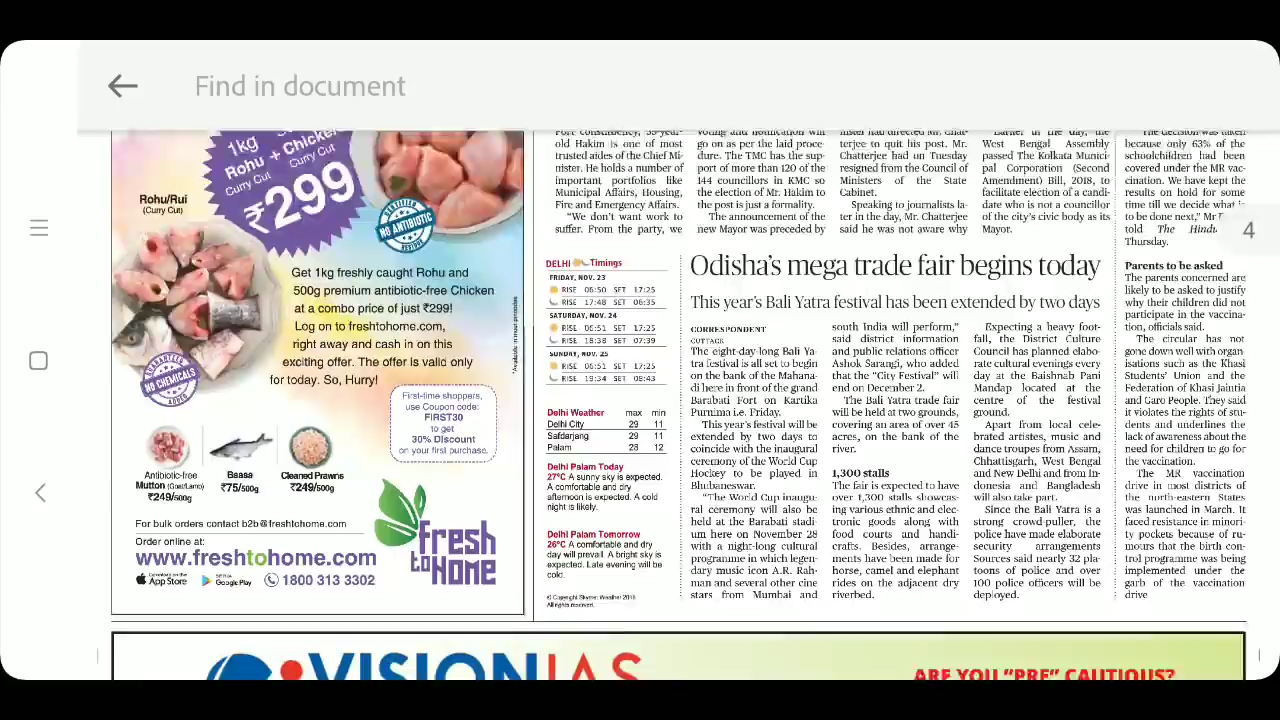 Find in document
4
1kg
Rohu + Chicken
Curry Cut
Curry Cut
₹299
Rohu/Rui
(Curry Cut)
NO ANTIBIOTIC
Get 1kg freshly caught Rohu and
500g premium antibiotic-free Chicken
at a combo price of just ₹299!
Log on to freshtohome.com,
right away and cash in on this
exciting offer. The offer is valid only
for today. So, Hurry!
NO CHEMICALS
First-time shoppers,
use Coupon code:
FIRST30
to get
30% Discount
on your first purchase.
Antibiotic-free
Mutton (Goat/Lamb)
₹249/500g
Basa
₹75/500g
Cleaned Prawns
₹249/500g
For bulk orders contact b2b@freshtohome.com
Order online at:
www.freshtohome.com
App Store
Google Play
1800 313 3302
fresh
to HOME
old Hakim is one of most
trusted aides of the Chief Mi-
nister. He holds a number of
important portfolios like
Municipal Affairs, Housing,
Fire and Emergency Affairs.
"We don't want work to
suffer. From the party, we
voting and notification will
go on as per the laid proce-
dure. The TMC has the sup-
port of more than 120 of the
144 councillors in KMC so
the election of Mr. Hakim to
the post is just a formality.
The announcement of the
new Mayor was preceded by
ister had directed Mr. Chat-
terjee to quit his post. Mr.
Chatterjee had on Tuesday
resigned from the Council of
Ministers of the State
Cabinet.
Speaking to journalists la-
ter in the day, Mr. Chatterjee
said he was not aware why
Earlier in the day, the
West Bengal Assembly
passed The Kolkata Munici-
pal Corporation (Second
Amendment) Bill, 2018, to
facilitate election of a candi-
date who is not a councillor
of the city's civic body as its
Mayor.
The decision was taken
because only 63% of the
schoolchildren had been
covered under the MR vac-
cination. We have kept the
results on hold for some
time till we decide what is
to be done next," Mr
told The Hindu
Thursday.
Parents to be asked
The parents concerned are
likely to be asked to justify
why their children did not
participate in the vaccina-
tion, officials said.
The circular has not
gone down well with organ-
isations such as the Khasi
Students' Union and the
Federation of Khasi Jaintia
and Garo People. They said
it violates the rights of stu-
dents and underlines the
lack of awareness about the
need for children to go for
the vaccination.
The MR vaccination
drive in most districts of
the north-eastern States
was launched in March. It
faced resistance in minori-
ty pockets because of ru-
mours that the birth con-
trol programme was being
implemented under the
garb of the vaccination
drive
DELHI Timings
FRIDAY, NOV. 23
RISE 06:50 SET 17:25
RISE 17:48 SET 06:35
SATURDAY, NOV. 24
RISE 06:51 SET 17:25
RISE 18:38 SET 07:39
SUNDAY, NOV. 25
RISE 06:51 SET 17:25
RISE 19:34 SET 08:43
Delhi Weather max min
Delhi City 29 11
Safdarjang 29 11
Palam 28 12
Delhi Palam Today
27°C A sunny sky is expected.
A comfortable and dry
afternoon is expected. A cold
night is likely.
Delhi Palam Tomorrow
26°C A comfortable and dry
day will prevail. A bright sky is
expected. Late evening will be
cold.
© Copyright Skymet Weather 2018
All rights reserved.
Odisha's mega trade fair begins today
This year's Bali Yatra festival has been extended by two days
CORRESPONDENT
CUTTACK
The eight-day-long Bali Ya-
tra festival is all set to begin
on the bank of the Mahana-
di here in front of the grand
Barabati Fort on Kartika
Purnima i.e. Friday.
This year's festival will be
extended by two days to
coincide with the inaugural
ceremony of the World Cup
Hockey to be played in
Bhubaneswar.
"The World Cup inaugu-
ral ceremony will also be
held at the Barabati stadi-
um here on November 28
with a night-long cultural
programme in which legen-
dary music icon A.R. Rah-
man and several other cine
stars from Mumbai and
south India will perform,"
said district information
and public relations officer
Ashok Sarangi, who added
that the "City Festival" will
end on December 2.
The Bali Yatra trade fair
will be held at two grounds,
covering an area of over 45
acres, on the bank of the
river.
1,300 stalls
The fair is expected to have
over 1,300 stalls showcas-
ing various ethnic and elec-
tronic goods along with
food courts and handi-
crafts. Besides, arrange-
ments have been made for
horse, camel and elephant
rides on the adjacent dry
riverbed.
Expecting a heavy foot-
fall, the District Culture
Council has planned elabo-
rate cultural evenings every
day at the Baishnab Pani
Mandap located at the
centre of the festival
ground.
Apart from local cele-
brated artistes, music and
dance troupes from Assam,
Chhattisgarh, West Bengal
and New Delhi and from In-
donesia and Bangladesh
will also take part.
Since the Bali Yatra is a
strong crowd-puller, the
police have made elaborate
security arrangements
Sources said nearly 32 pla-
toons of police and over
100 police officers will be
deployed.
VISIONIAS
ARE YOU "PRE" CAUTIOUS?